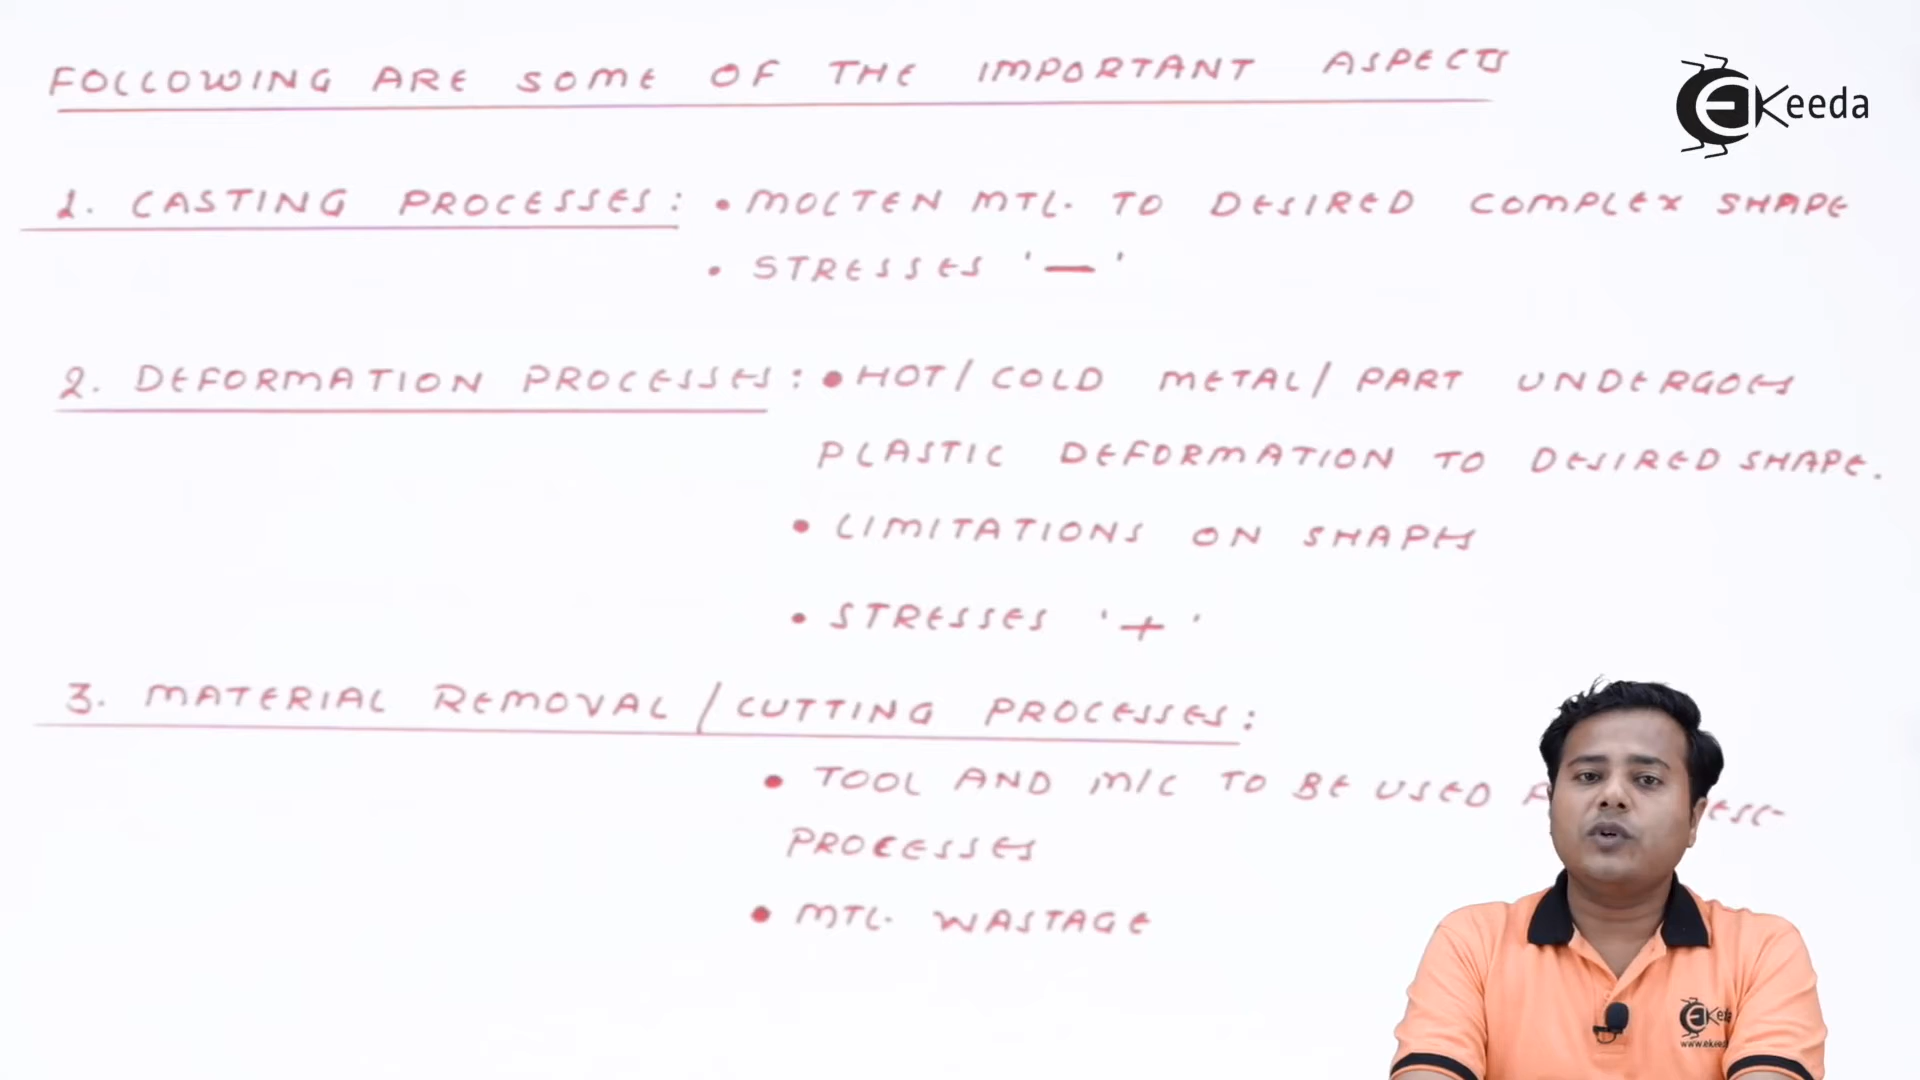 FOLLOWING ARE SOME OF THE IMPORTANT ASPECTS
EKeeda
1. CASTING PROCESSES: • MOLTEN MTL. TO DESIRED COMPLEX SHAPE
• STRESSES '—'
2. DEFORMATION PROCESSES: • HOT/COLD METAL/PART UNDERGOES
PLASTIC DEFORMATION TO DESIRED SHAPE.
• LIMITATIONS ON SHAPES
• STRESSES '+'
3. MATERIAL REMOVAL/CUTTING PROCESSES:
• TOOL AND M/C TO BE USED
PROCESSES
• MTL. WASTAGE